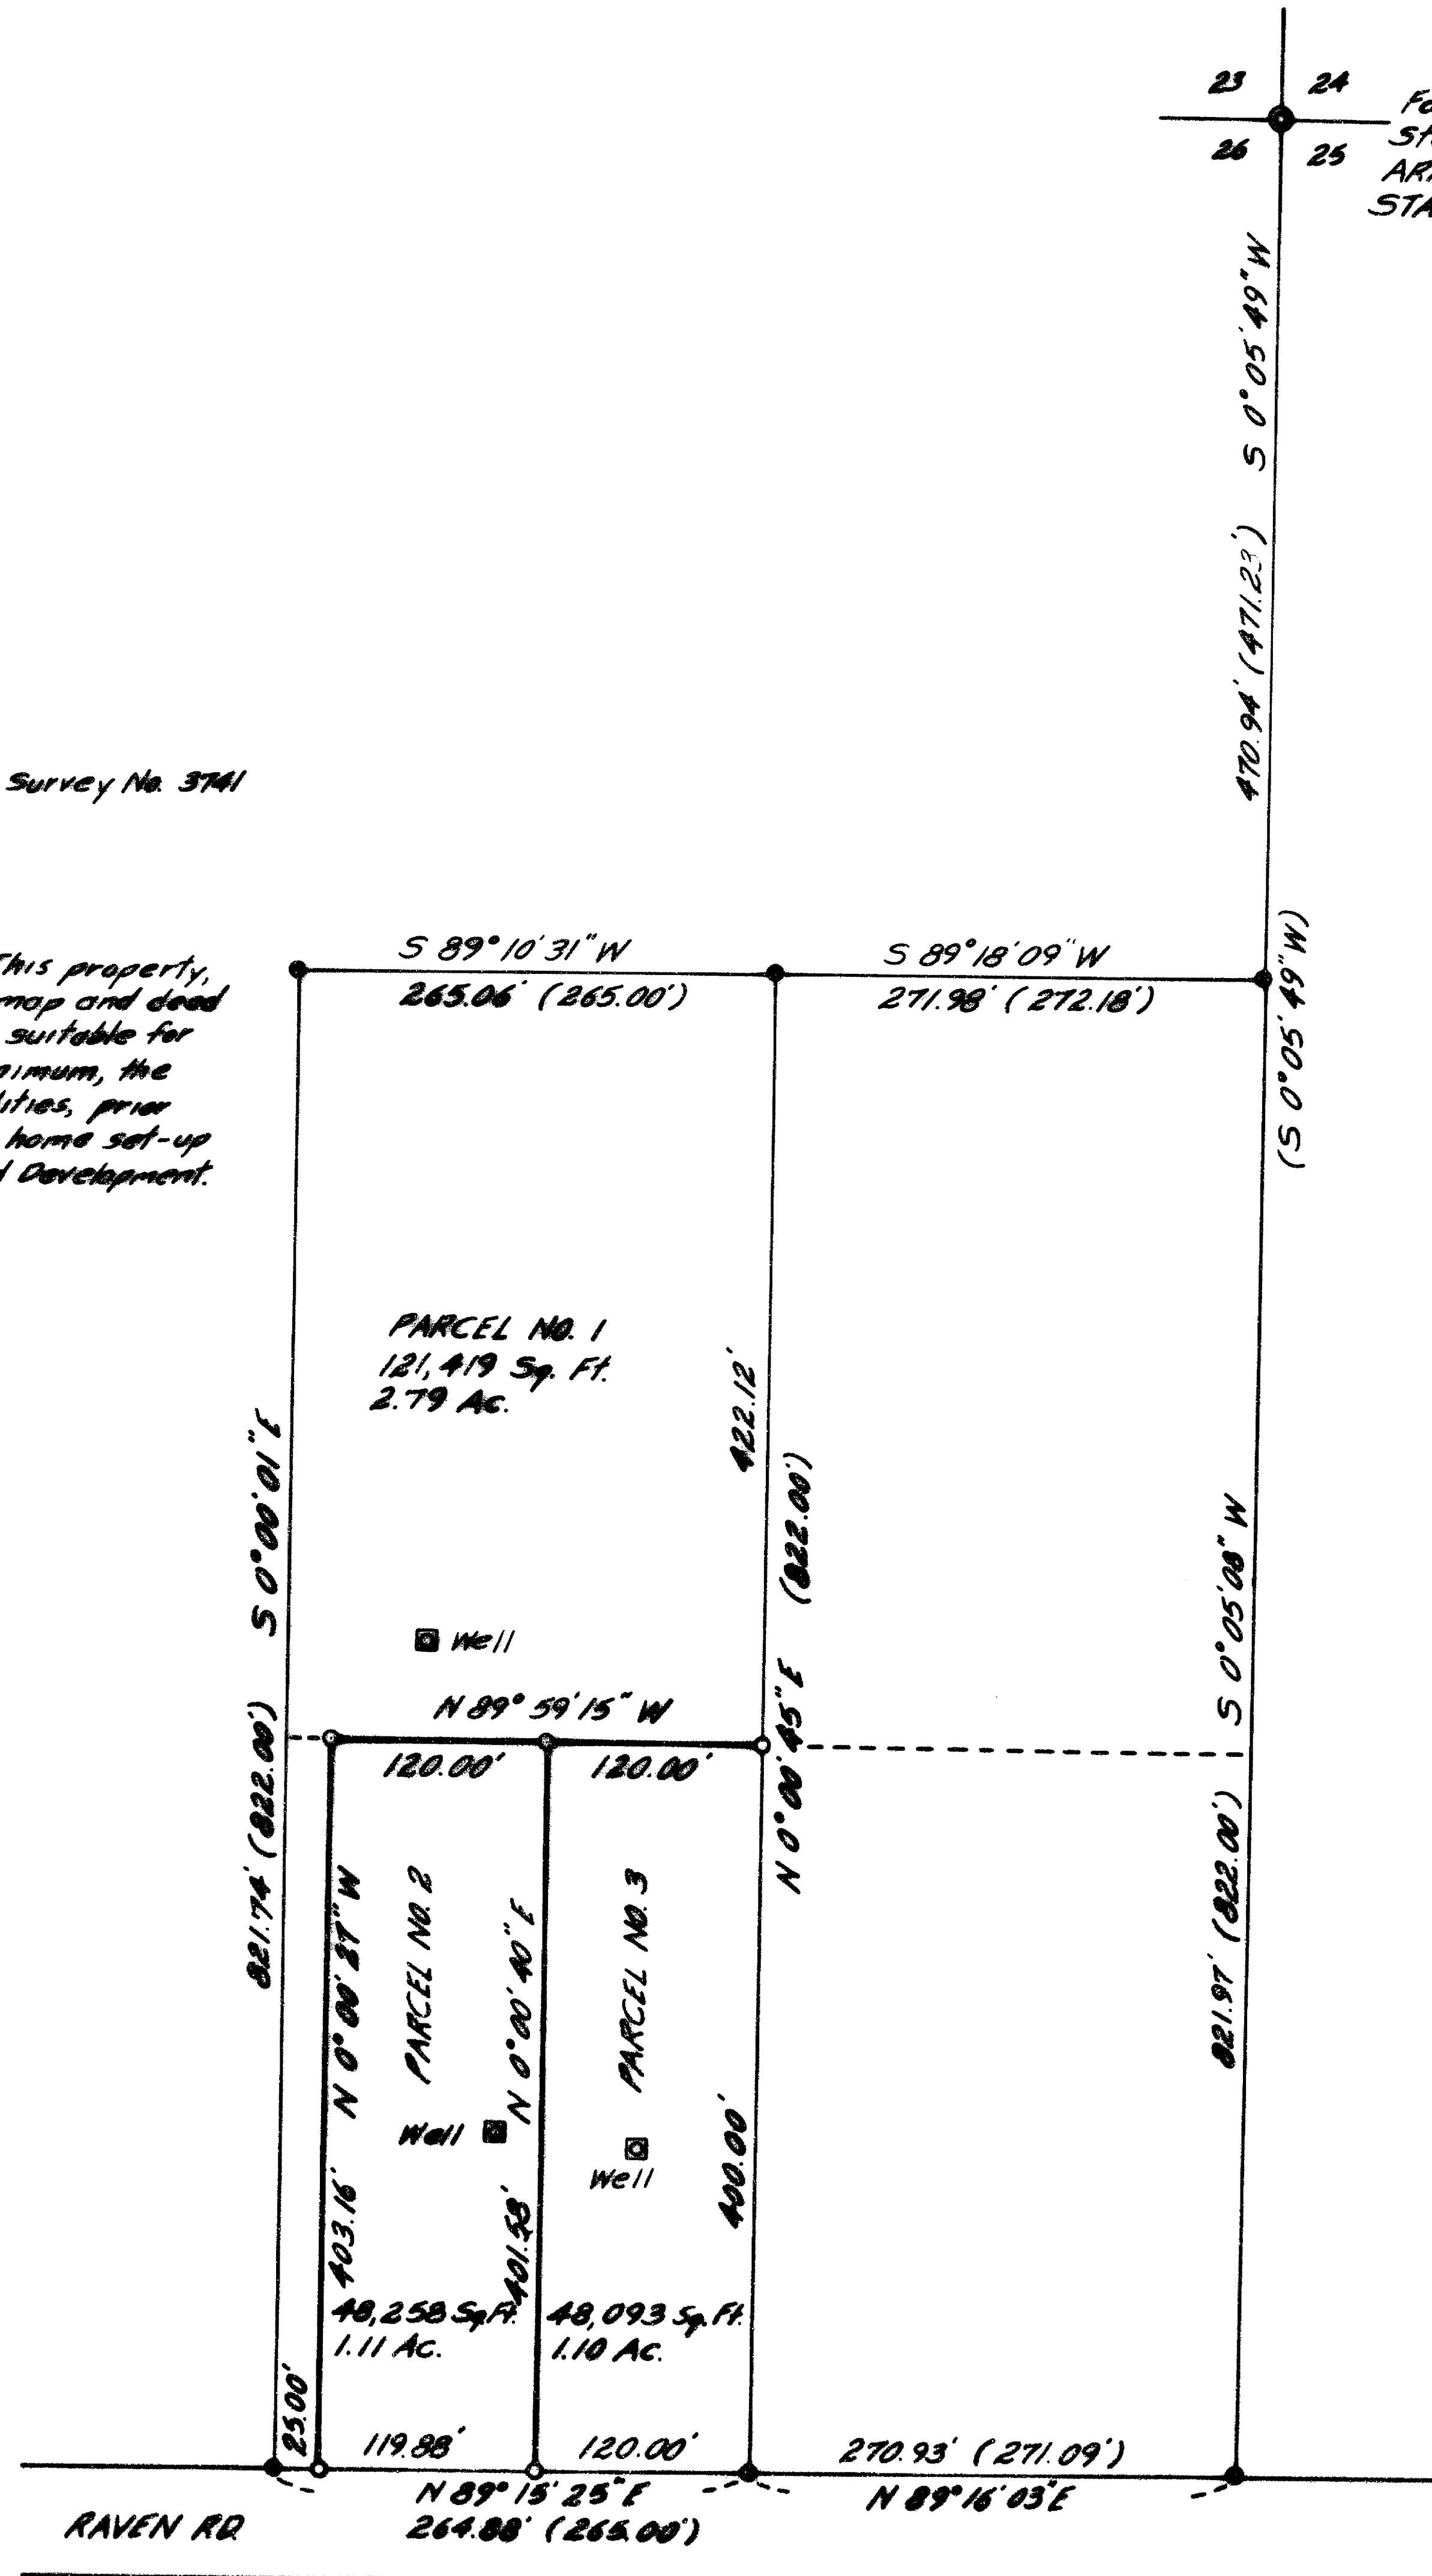 23 24
26 25
S 0° 05' 49" W
470.94' (471.23')
Survey No. 3741
This property,
map and deed
suitable for
the
prior
home set-up
Development.
S 89° 10' 31" W
265.06' (265.00')
S 89° 18' 09" W
271.98' (272.18')
(S 0° 05' 49" W)
PARCEL NO. 1
121,419 Sq. Ft.
2.79 Ac.
422.12'
(822.00')
S 0° 00' 01" E
821.74' (822.00')
Well
N 89° 59' 15" W
120.00' 120.00'
N 0° 00' 45" E
S 0° 05' 08" W
821.97' (822.00')
N 0° 00' 27" W
403.16'
PARCEL NO. 2
N 0° 00' 40" E
401.58'
PARCEL NO. 3
Well
Well
400.00'
48,258 Sq. Ft.
1.11 Ac.
48,093 Sq. Ft.
1.10 Ac.
25.00'
119.88' 120.00' 270.93' (271.09')
N 89° 15' 25" E
264.88' (265.00')
N 89° 16' 03" E
RAVEN RD.